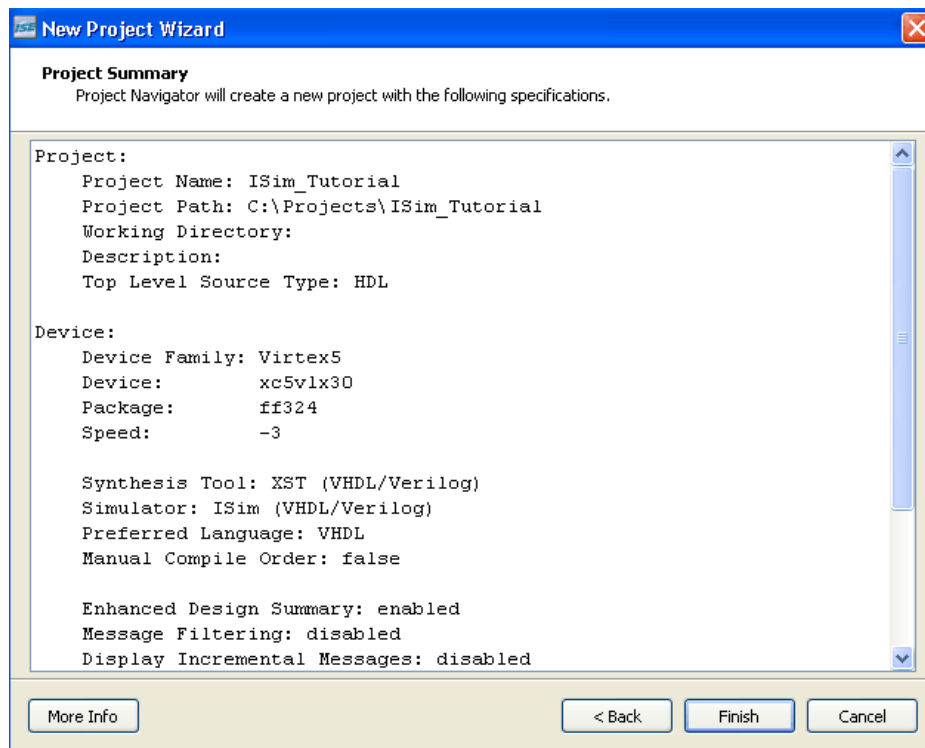 ISE New Project Wizard
Project Summary
Project Navigator will create a new project with the following specifications.
Project:
Project Name: ISim_Tutorial
Project Path: C:\Projects\ISim_Tutorial
Working Directory:
Description:
Top Level Source Type: HDL
Device:
Device Family: Virtex5
Device: xc5vlx30
Package: ff324
Speed: -3
Synthesis Tool: XST (VHDL/Verilog)
Simulator: ISim (VHDL/Verilog)
Preferred Language: VHDL
Manual Compile Order: false
Enhanced Design Summary: enabled
Message Filtering: disabled
Display Incremental Messages: disabled
More Info < Back Finish Cancel